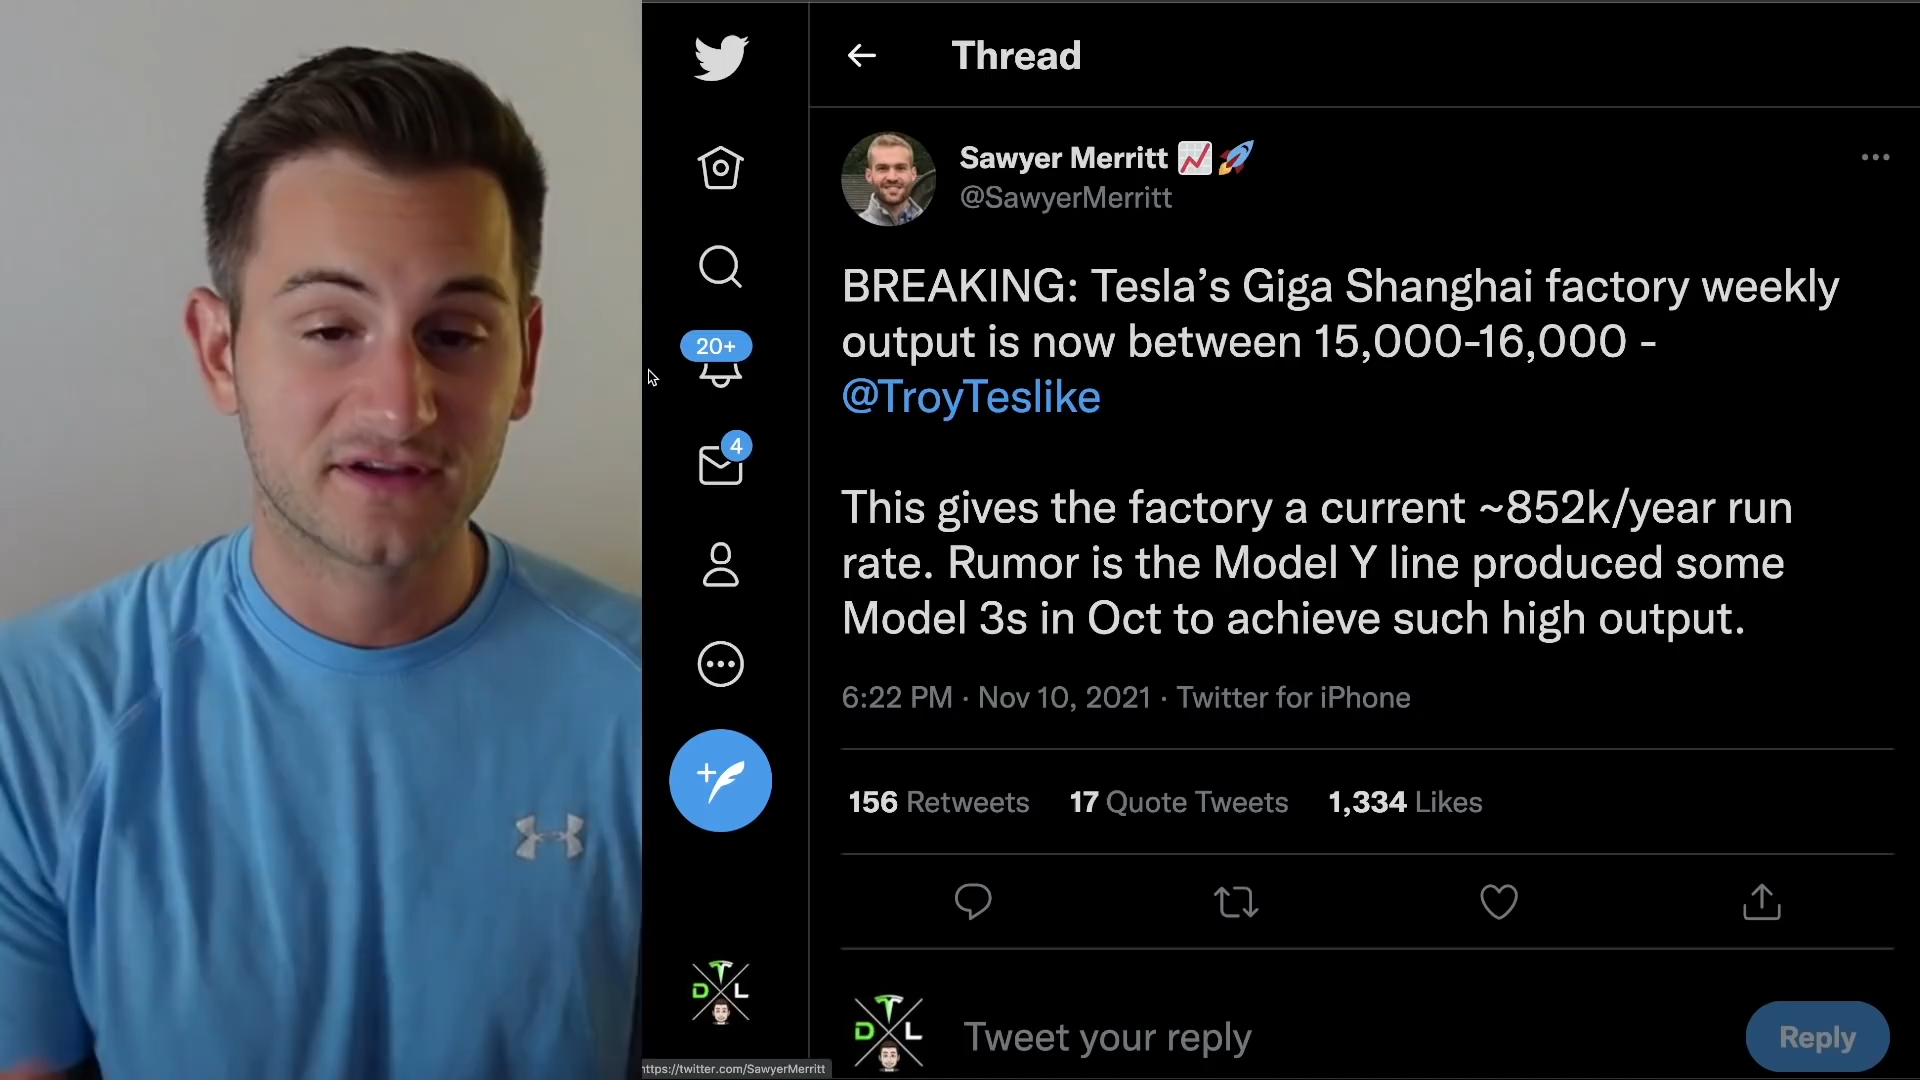 Thread
Sawyer Merritt
@SawyerMerritt
BREAKING: Tesla’s Giga Shanghai factory weekly
output is now between 15,000-16,000 -
@TroyTeslike
This gives the factory a current ~852k/year run
rate. Rumor is the Model Y line produced some
Model 3s in Oct to achieve such high output.
6:22 PM · Nov 10, 2021 · Twitter for iPhone
156 Retweets 17 Quote Tweets 1,334 Likes
20+
4
D L
D L
Tweet your reply
Reply
https://twitter.com/SawyerMerritt